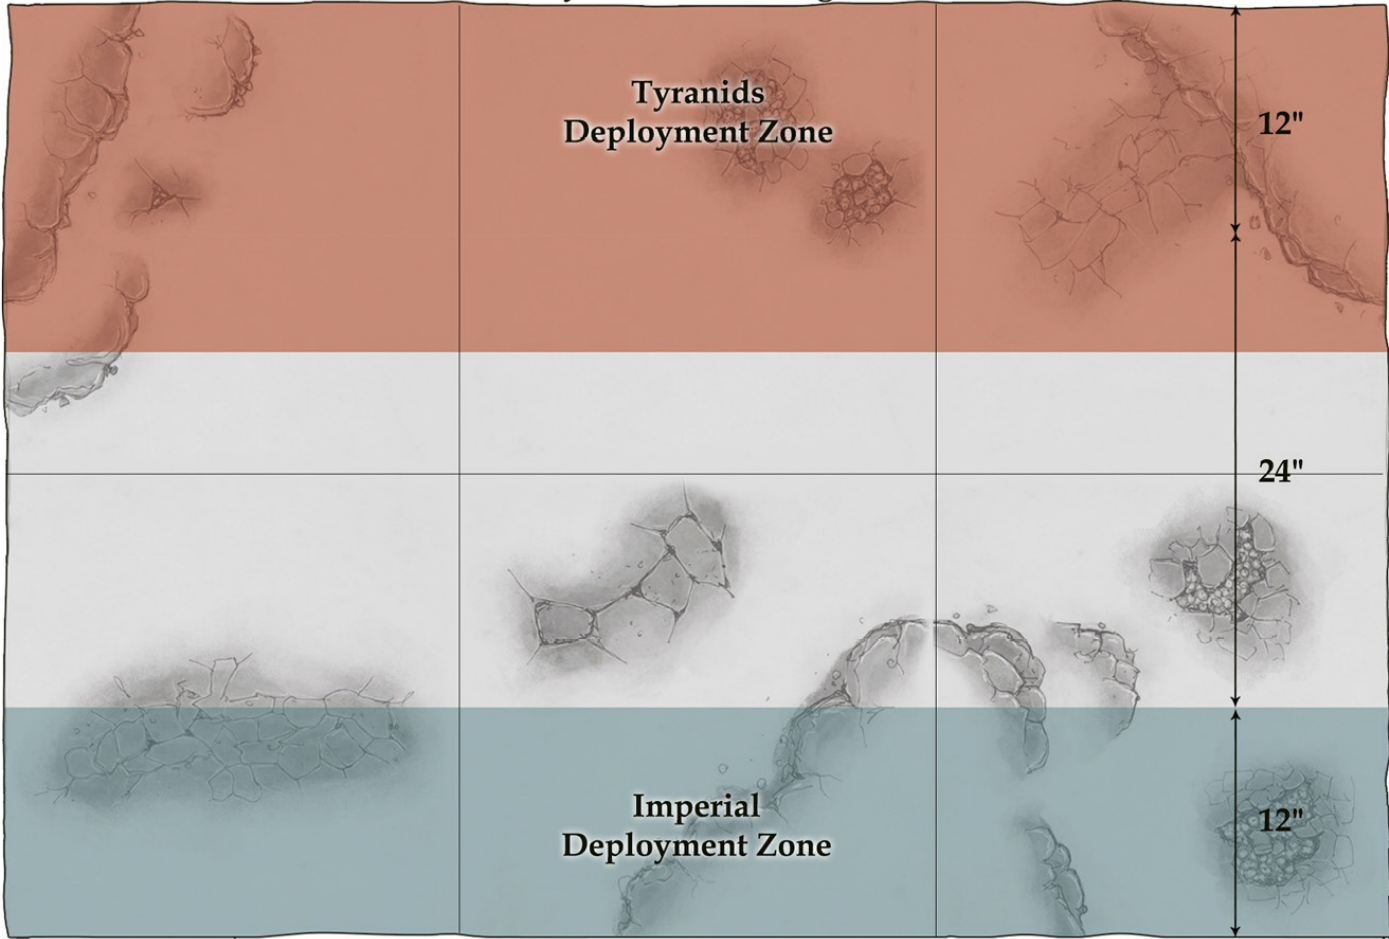 Tyranids
Deployment Zone
12"
24"
Imperial
Deployment Zone
12"